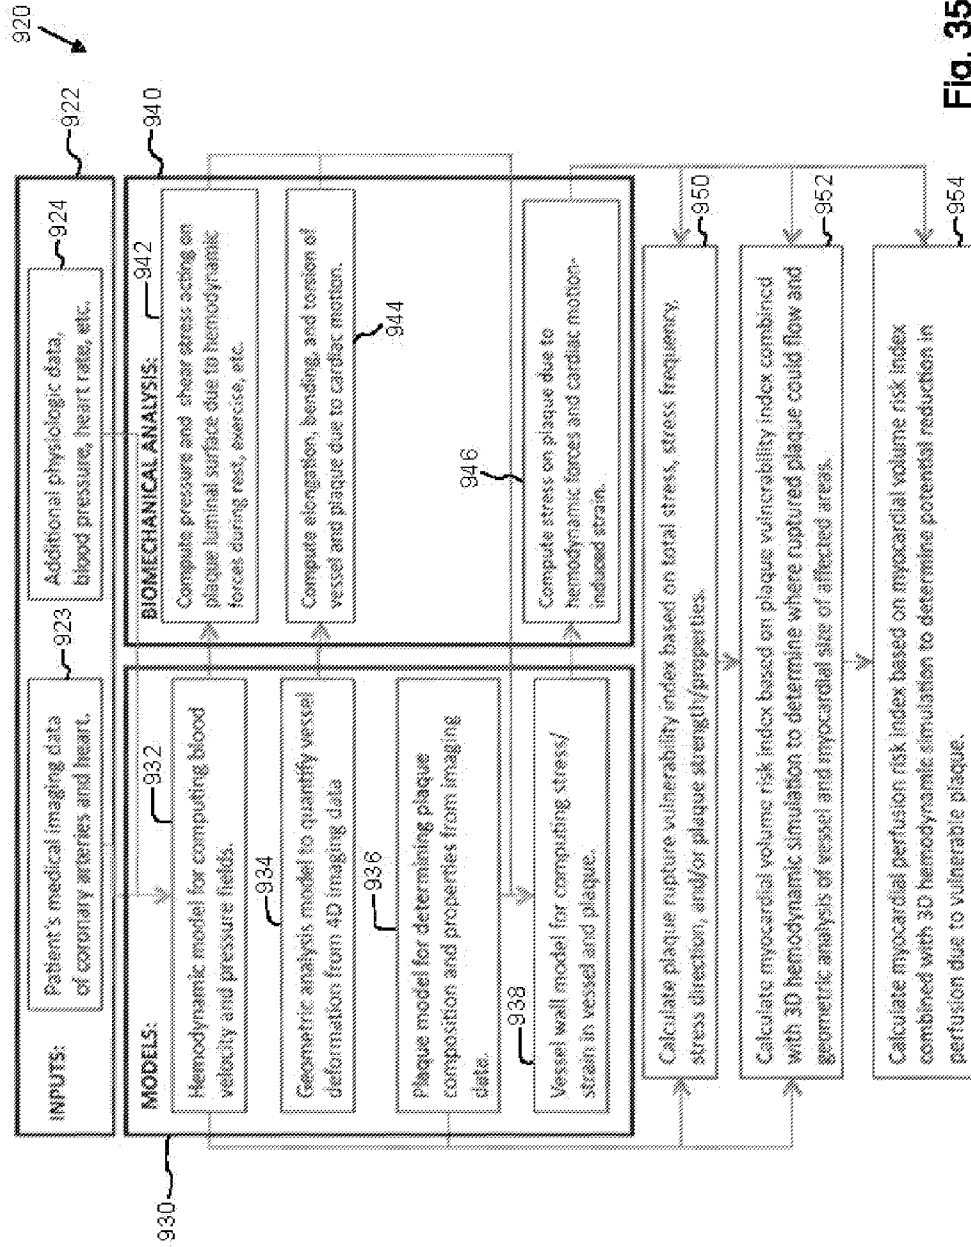 920
922
INPUTS:
923
Patient's medical imaging data
of coronary arteries and heart.
924
Additional physiologic data,
blood pressure, heart rate, etc.
930
MODELS:
932
Hemodynamic model for computing blood
velocity and pressure fields.
934
Geometric analysis model to quantify vessel
deformation from 4D imaging data
936
Plaque model for determining plaque
composition and properties from imaging
data.
938
Vessel wall model for computing stress/
strain in vessel and plaque.
940
BIOMECHANICAL ANALYSIS:
942
Compute pressure and shear stress acting on
plaque luminal surface due to hemodynamic
forces during rest, exercise, etc.
Compute elongation, bending, and torsion of
vessel and plaque due to cardiac motion.
944
946
Compute stress on plaque due to
hemodynamic forces and cardiac motion-
induced strain.
950
Calculate plaque rupture vulnerability index based on total stress, stress frequency,
stress direction, and/or plaque strength/properties.
952
Calculate myocardial volume risk index based on plaque vulnrability index combined
with 3D hemodynamic simulation to determine where ruptured plaque could flow and
geometric analysis of vessel and myocardial size of affected areas.
954
Calculate myocardial perfusion risk index based on myocardial volume risk index
combined with 3D hemodynamic simulation to determine potential reduction in
perfusion due to vulnerable plaque.
Fig. 35